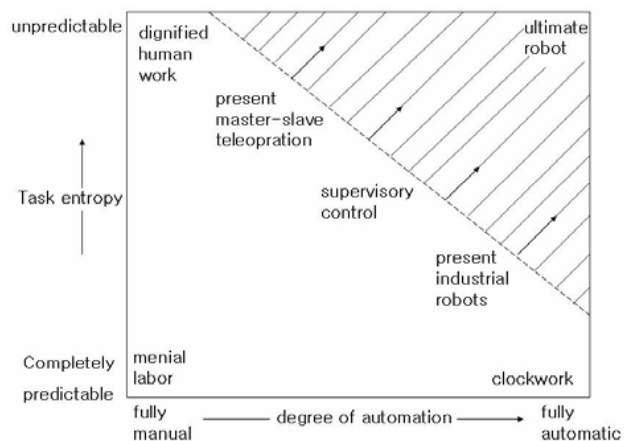 unpredictable
dignified
human
work
ultimate
robot
present
master-slave
teleopration
Task entropy
supervisory
control
present
industrial
robots
Completely
predictable
menial
labor
clockwork
fully
manual
degree of automation
fully
automatic